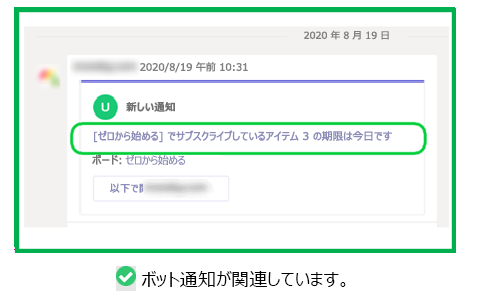 2020 年 8 月 19 日
2020/8/19 午前 10:31
U 新しい通知
[ゼロから始める] でサブスクライブしているアイテム 3 の期限は今日です
ボード: ゼロから始める
以下で
ボット通知が関連しています。